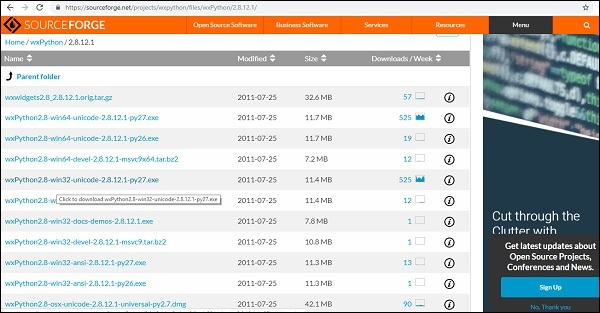 https://sourceforge.net/projects/wxpython/files/wxPython/2.8.12.1/
SOURCEFORGE
Open Source Software Business Software Services Resources Menu
Home / wxPython / 2.8.12.1
Name Modified Size Downloads / Week
Parent folder
wxwidgets2.8_2.8.12.1.orig.tar.gz 2011-07-25 32.6 MB 57
wxPython2.8-win64-unicode-2.8.12.1-py27.exe 2011-07-25 11.7 MB 525
wxPython2.8-win64-unicode-2.8.12.1-py26.exe 2011-07-25 11.7 MB 19
wxPython2.8-win64-devel-2.8.12.1-msvc9x64.tar.bz2 2011-07-25 7.2 MB 12
wxPython2.8-win32-unicode-2.8.12.1-py27.exe 2011-07-25 11.4 MB 525
Click to download wxPython2.8-win32-unicode-2.8.12.1-py27.exe
wxPython2.8-w 2011-07-25 11.4 MB 12
wxPython2.8-win32-docs-demos-2.8.12.1.exe 2011-07-25 7.8 MB 1
wxPython2.8-win32-devel-2.8.12.1-msvc9.tar.bz2 2011-07-25 10.8 MB 1
wxPython2.8-win32-ansi-2.8.12.1-py27.exe 2011-07-25 11.3 MB 13
wxPython2.8-win32-ansi-2.8.12.1-py26.exe 2011-07-25 11.3 MB 1
wxPython2.8-osx-unicode-2.8.12.1-universal-py2.7.dmg 2011-07-25 42.1 MB 90
Cut through the
Clutter with
Get latest updates about
Open Source Projects,
Conferences and News.
Sign Up
No, Thank you